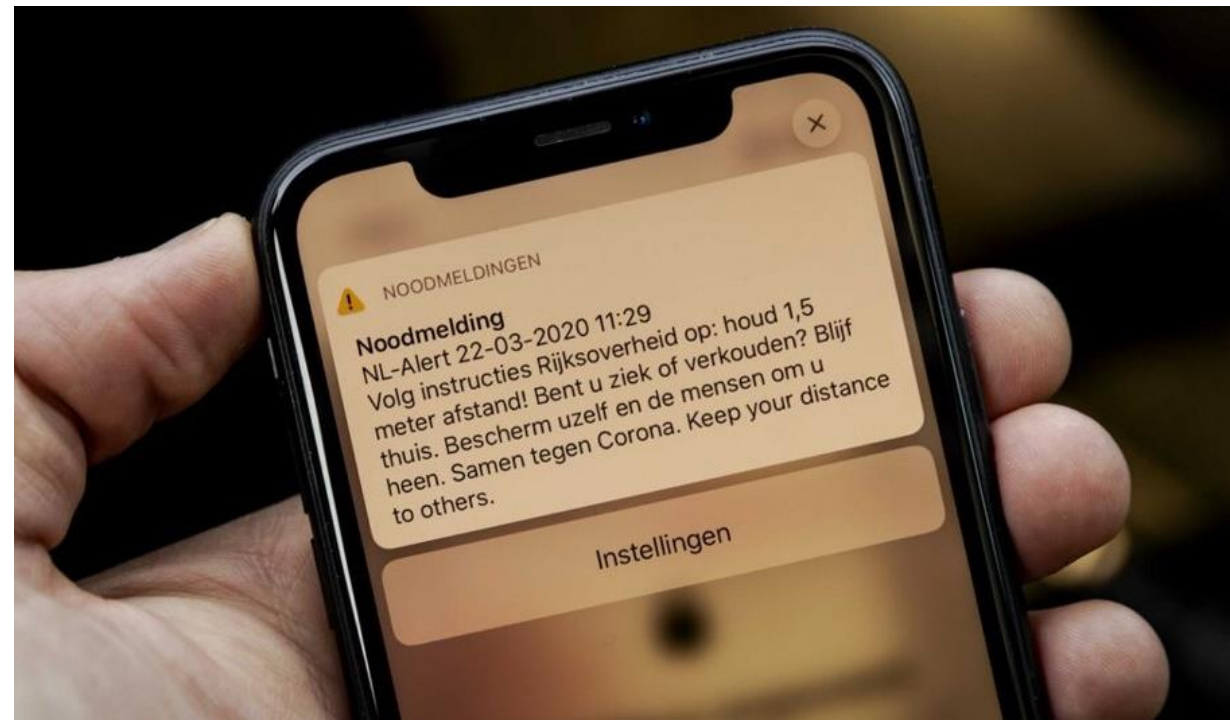 NOODMELDINGEN
Noodmelding
NL-Alert 22-03-2020 11:29
Volg instructies Rijksoverheid op: houd 1,5
meter afstand! Bent u ziek of verkouden? Blijf
thuis. Bescherm uzelf en de mensen om u
heen. Samen tegen Corona. Keep your distance
to others.
Instellingen